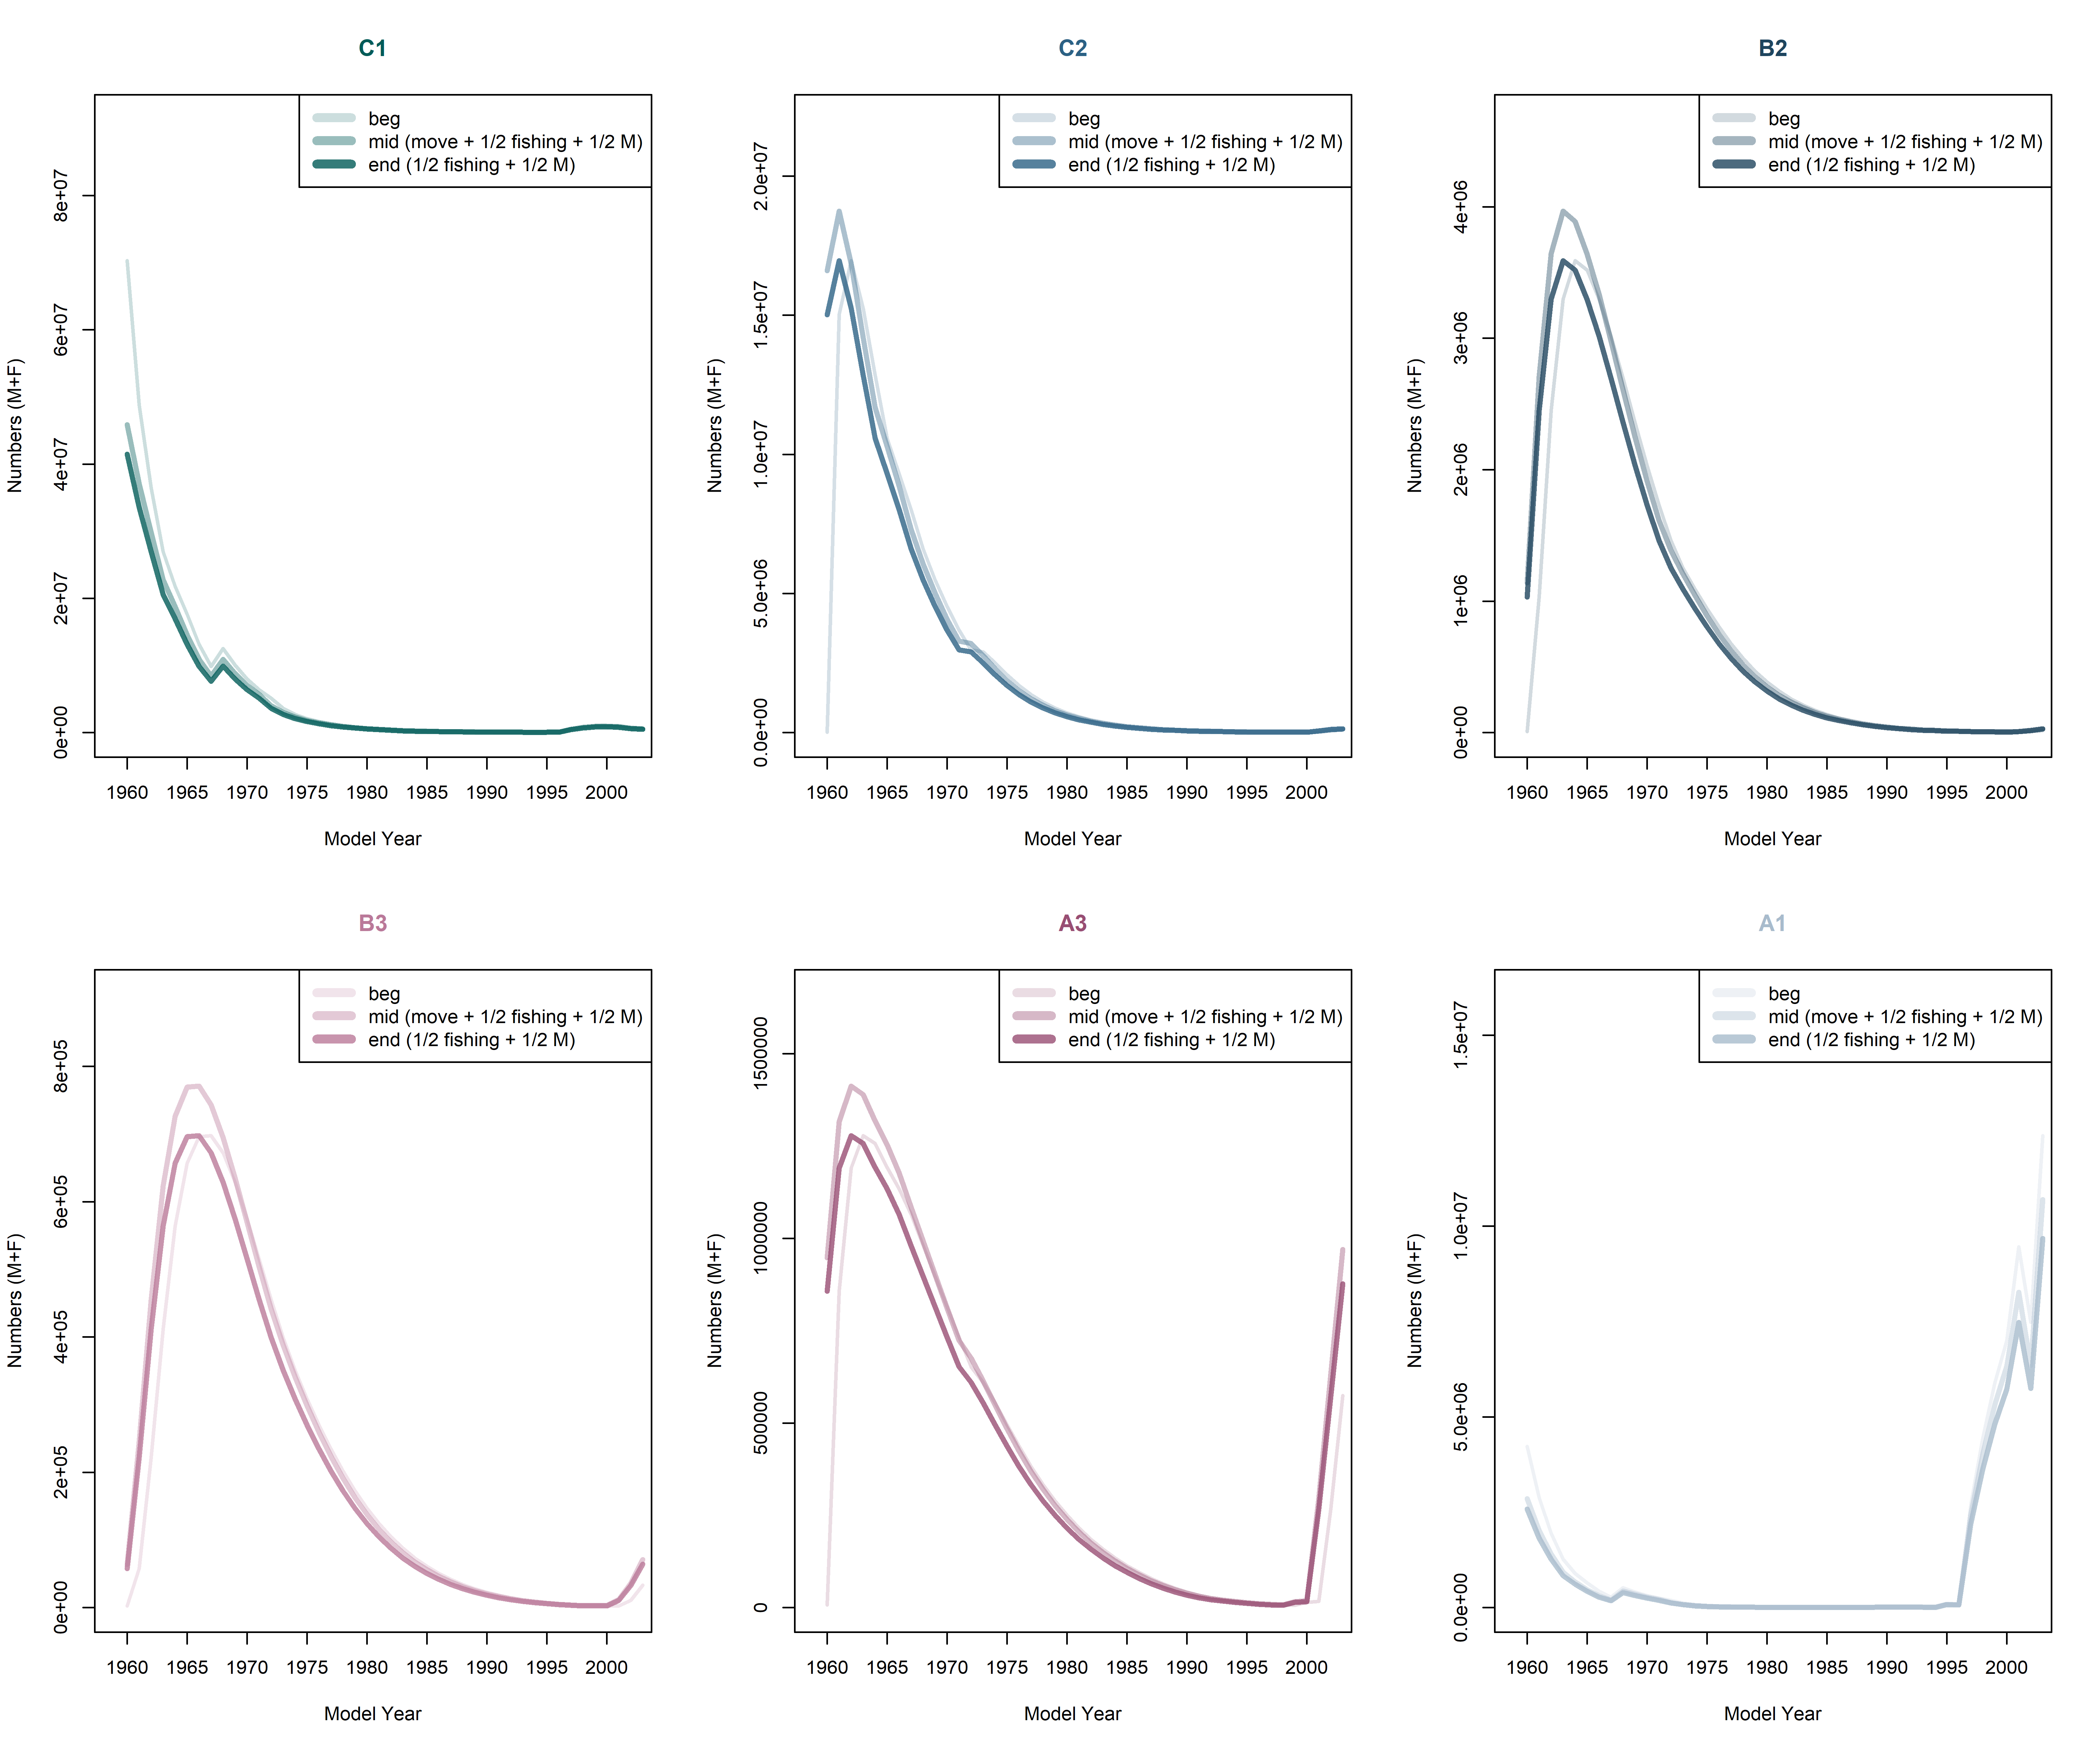 C1
beg
mid (move + 1/2 fishing + 1/2 M)
end (1/2 fishing + 1/2 M)
Numbers (M+F)
8e+07
6e+07
4e+07
2e+07
0e+00
1960 1965 1970 1975 1980 1985 1990 1995 2000
Model Year
C2
beg
mid (move + 1/2 fishing + 1/2 M)
end (1/2 fishing + 1/2 M)
Numbers (M+F)
2.0e+07
1.5e+07
1.0e+07
5.0e+06
0.0e+00
1960 1965 1970 1975 1980 1985 1990 1995 2000
Model Year
B2
beg
mid (move + 1/2 fishing + 1/2 M)
end (1/2 fishing + 1/2 M)
Numbers (M+F)
4e+06
3e+06
2e+06
1e+06
0e+00
1960 1965 1970 1975 1980 1985 1990 1995 2000
Model Year
B3
beg
mid (move + 1/2 fishing + 1/2 M)
end (1/2 fishing + 1/2 M)
Numbers (M+F)
8e+05
6e+05
4e+05
2e+05
0e+00
1960 1965 1970 1975 1980 1985 1990 1995 2000
Model Year
A3
beg
mid (move + 1/2 fishing + 1/2 M)
end (1/2 fishing + 1/2 M)
Numbers (M+F)
1500000
1000000
500000
0
1960 1965 1970 1975 1980 1985 1990 1995 2000
Model Year
A1
beg
mid (move + 1/2 fishing + 1/2 M)
end (1/2 fishing + 1/2 M)
Numbers (M+F)
1.5e+07
1.0e+07
5.0e+06
0.0e+00
1960 1965 1970 1975 1980 1985 1990 1995 2000
Model Year